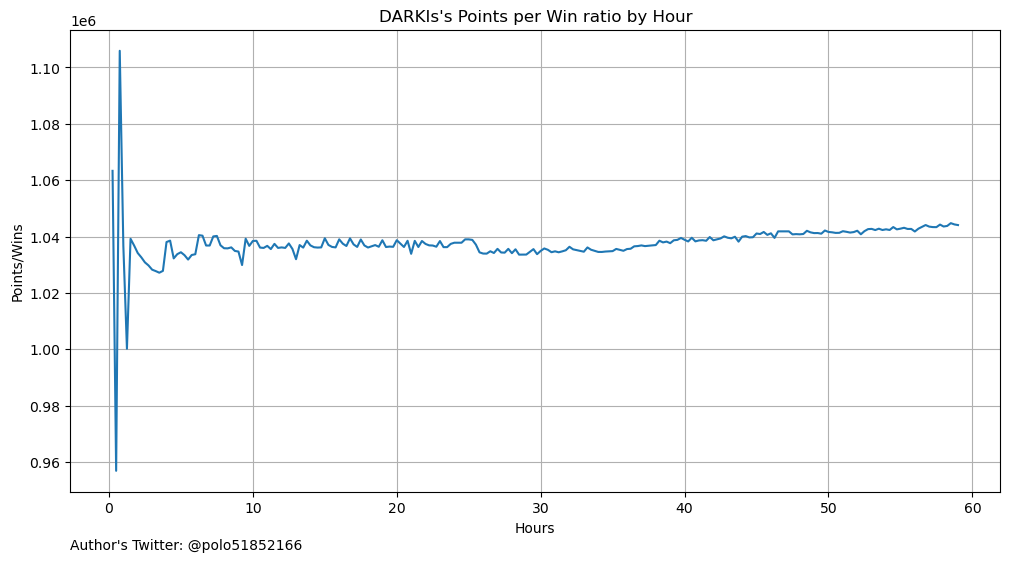 DARKIs's Points per Win ratio by Hour
1e6
1.10
1.08
1.06
1.04
1.02
1.00
0.98
0.96
Points/Wins
0 10 20 30 40 50 60
Hours
Author's Twitter: @polo51852166